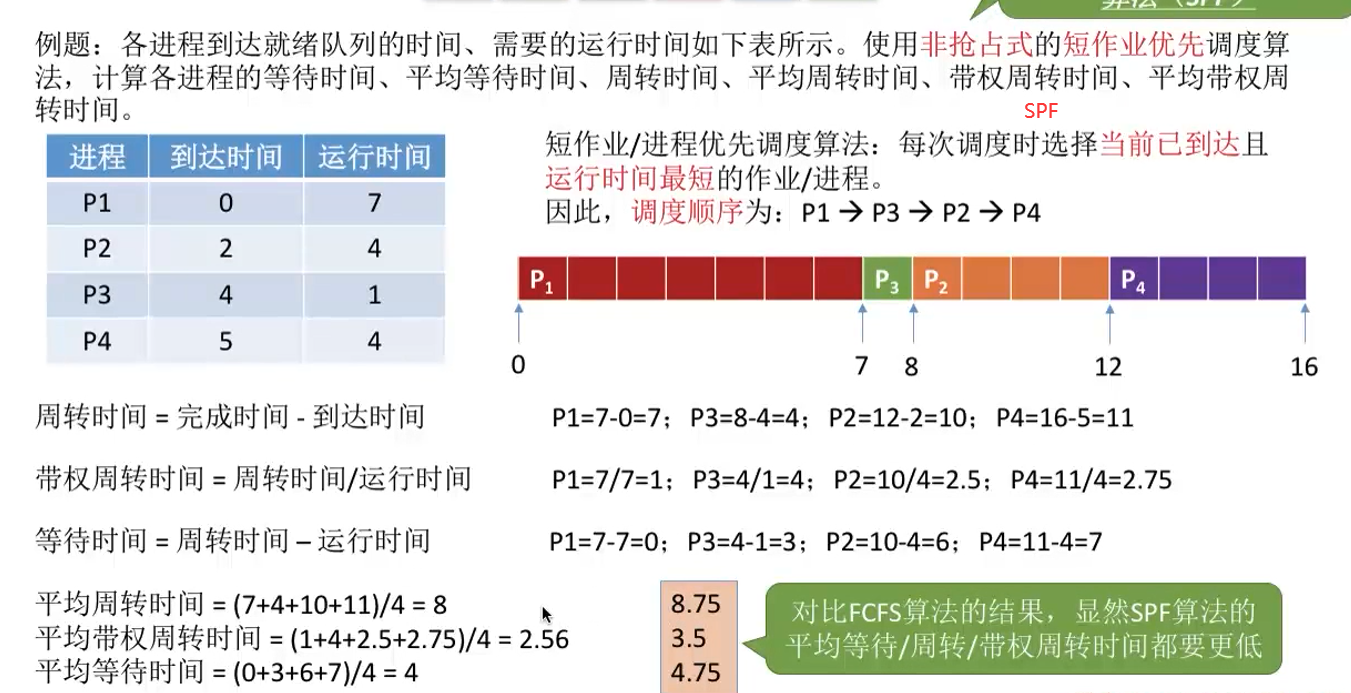 算法（SPF）
例题：各进程到达就绪队列的时间、需要的运行时间如下表所示。使用非抢占式的短作业优先调度算
法，计算各进程的等待时间、平均等待时间、周转时间、平均周转时间、带权周转时间、平均带权周
转时间。
SPF
进程 到达时间 运行时间
P1 0 7
P2 2 4
P3 4 1
P4 5 4
短作业/进程优先调度算法：每次调度时选择当前已到达且
运行时间最短的作业/进程。
因此，调度顺序为：P1 → P3 → P2 → P4
P1 P3 P2 P4
0 7 8 12 16
周转时间 = 完成时间 - 到达时间 P1=7-0=7；P3=8-4=4；P2=12-2=10；P4=16-5=11
带权周转时间 = 周转时间/运行时间 P1=7/7=1；P3=4/1=4；P2=10/4=2.5；P4=11/4=2.75
等待时间 = 周转时间 – 运行时间 P1=7-7=0；P3=4-1=3；P2=10-4=6；P4=11-4=7
平均周转时间 = (7+4+10+11)/4 = 8
平均带权周转时间 = (1+4+2.5+2.75)/4 = 2.56
平均等待时间 = (0+3+6+7)/4 = 4
8.75
3.5
4.75
对比FCFS算法的结果，显然SPF算法的
平均等待/周转/带权周转时间都要更低